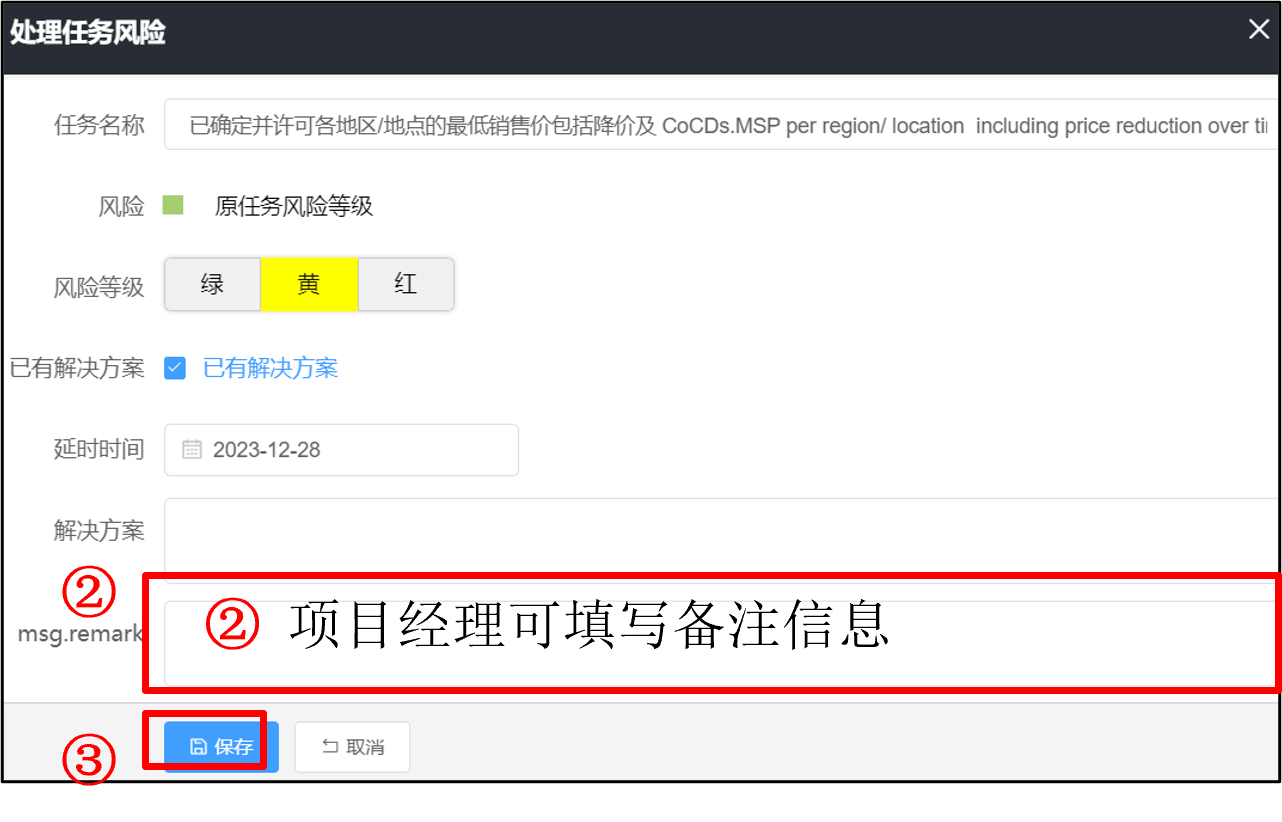 处理任务风险
任务名称 已确定并许可各地区/地点的最低销售价包括降价及 CoCDs.MSP per region/ location including price reduction over ti
风险 原任务风险等级
风险等级 绿 黄 红
已有解决方案 已有解决方案
延时时间 2023-12-28
解决方案
②
msg.remark ② 项目经理可填写备注信息
③ 保存 取消